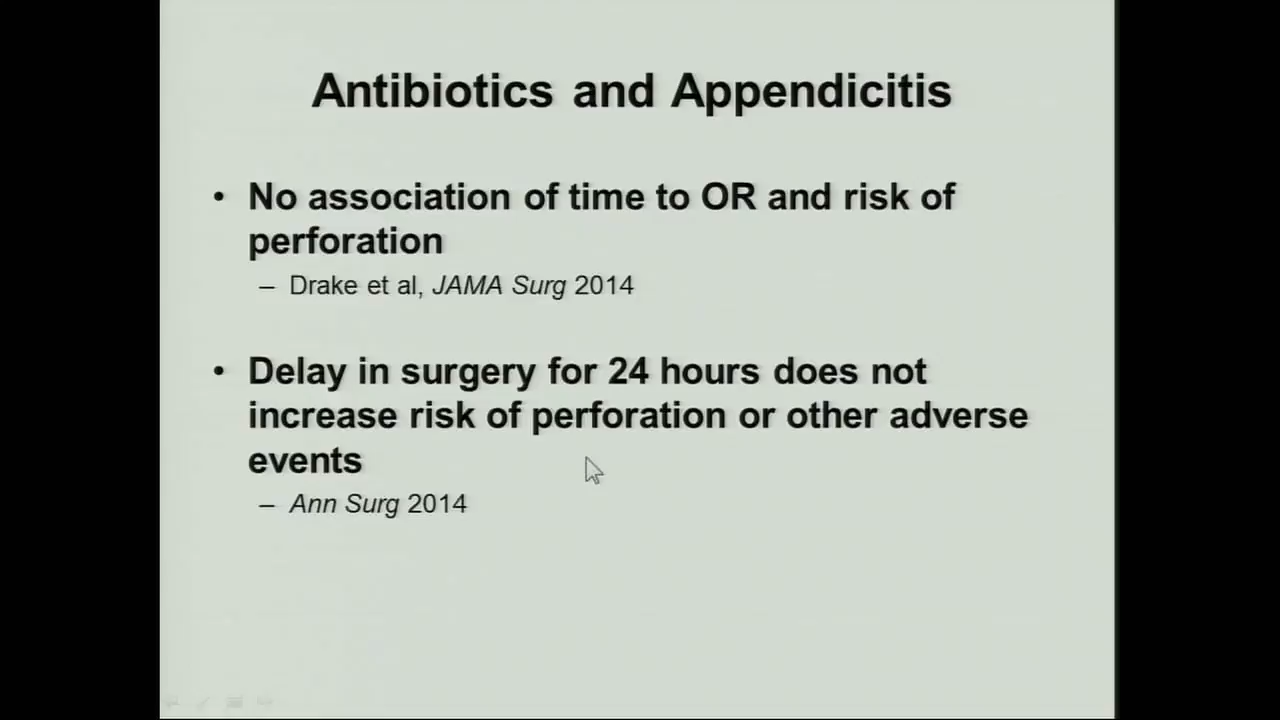 Antibiotics and Appendicitis
• No association of time to OR and risk of
perforation
– Drake et al, JAMA Surg 2014
• Delay in surgery for 24 hours does not
increase risk of perforation or other adverse
events
– Ann Surg 2014